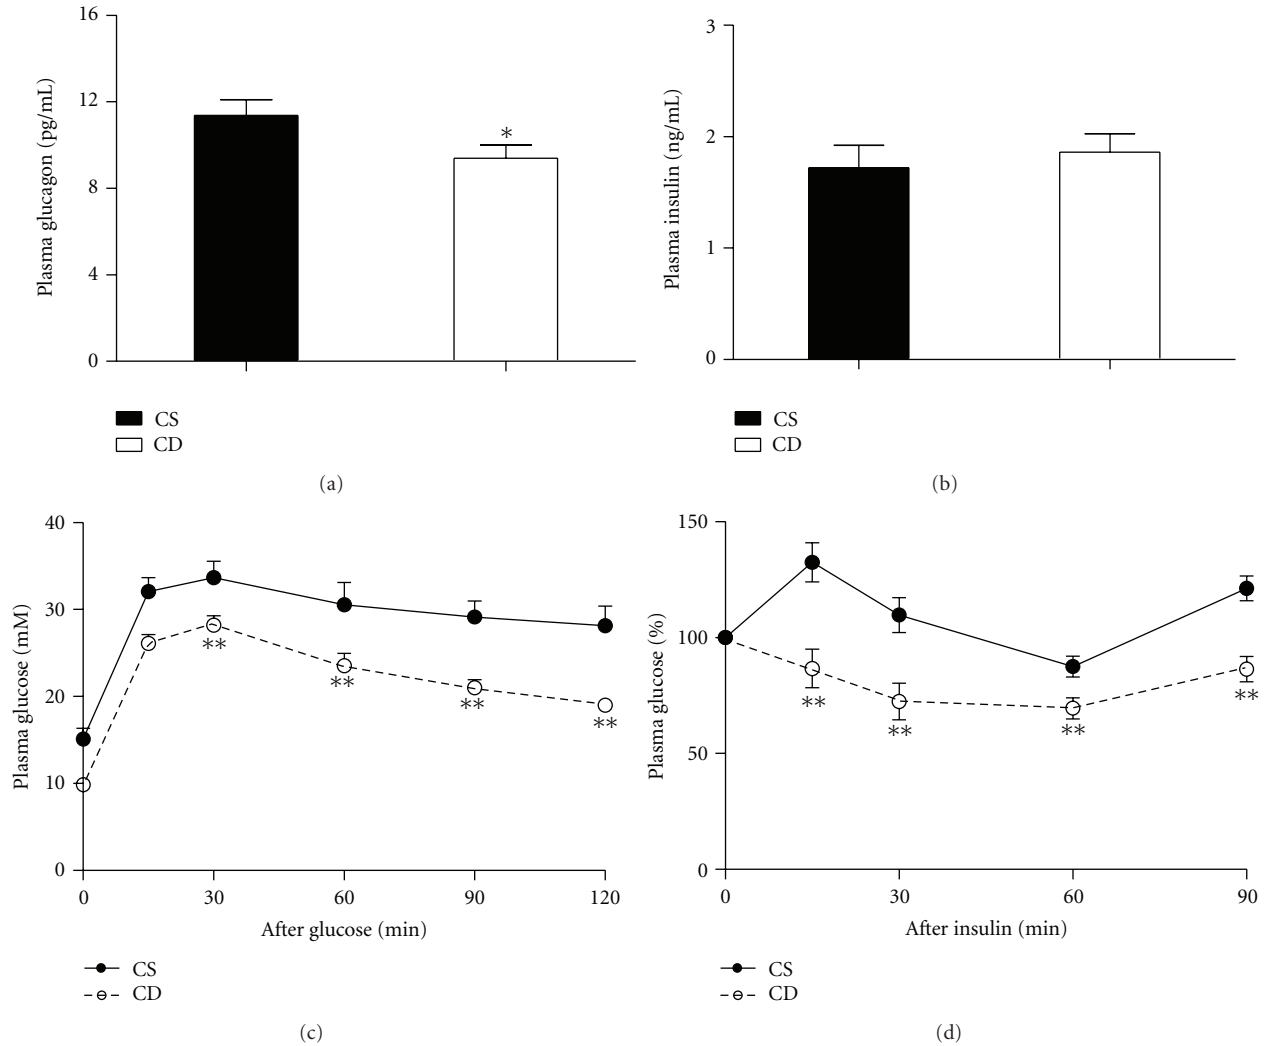 16
12
8
4
0
Plasma glucagon (pg/mL)
*
CS
CD
(a)
3
2
1
0
Plasma insulin (ng/mL)
CS
CD
(b)
40
30
20
10
0
Plasma glucose (mM)
**
**
**
**
0 30 60 90 120
After glucose (min)
CS
CD
(c)
150
100
50
0
Plasma glucose (%)
**
**
**
**
0 30 60 90
After insulin (min)
CS
CD
(d)